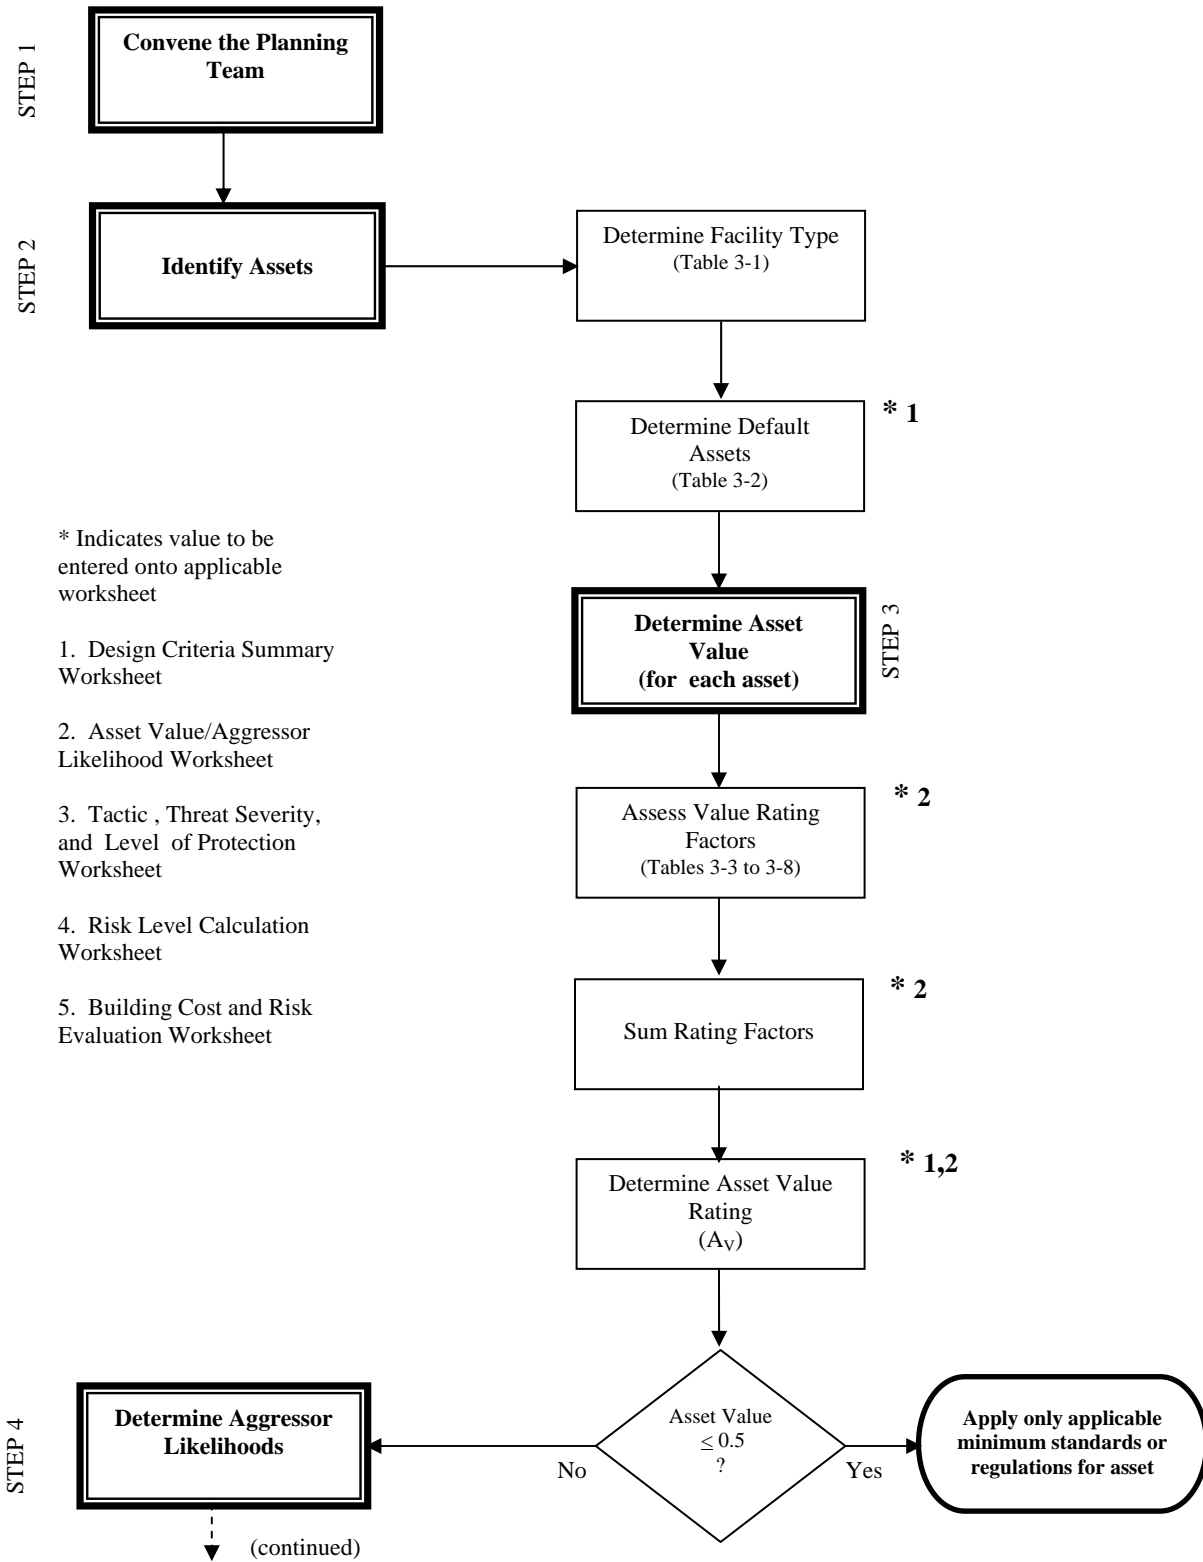 STEP 1
Convene the Planning
Team
STEP 2
Identify Assets
Determine Facility Type
(Table 3-1)
Determine Default
Assets
(Table 3-2)
* 1
* Indicates value to be
entered onto applicable
worksheet
1. Design Criteria Summary
Worksheet
2. Asset Value/Aggressor
Likelihood Worksheet
3. Tactic , Threat Severity,
and Level of Protection
Worksheet
4. Risk Level Calculation
Worksheet
5. Building Cost and Risk
Evaluation Worksheet
Determine Asset
Value
(for each asset)
STEP 3
Assess Value Rating
Factors
(Tables 3-3 to 3-8)
* 2
Sum Rating Factors
* 2
Determine Asset Value
Rating
(AV)
* 1,2
Asset Value
≤ 0.5
?
No
Yes
Apply only applicable
minimum standards or
regulations for asset
STEP 4
Determine Aggressor
Likelihoods
(continued)